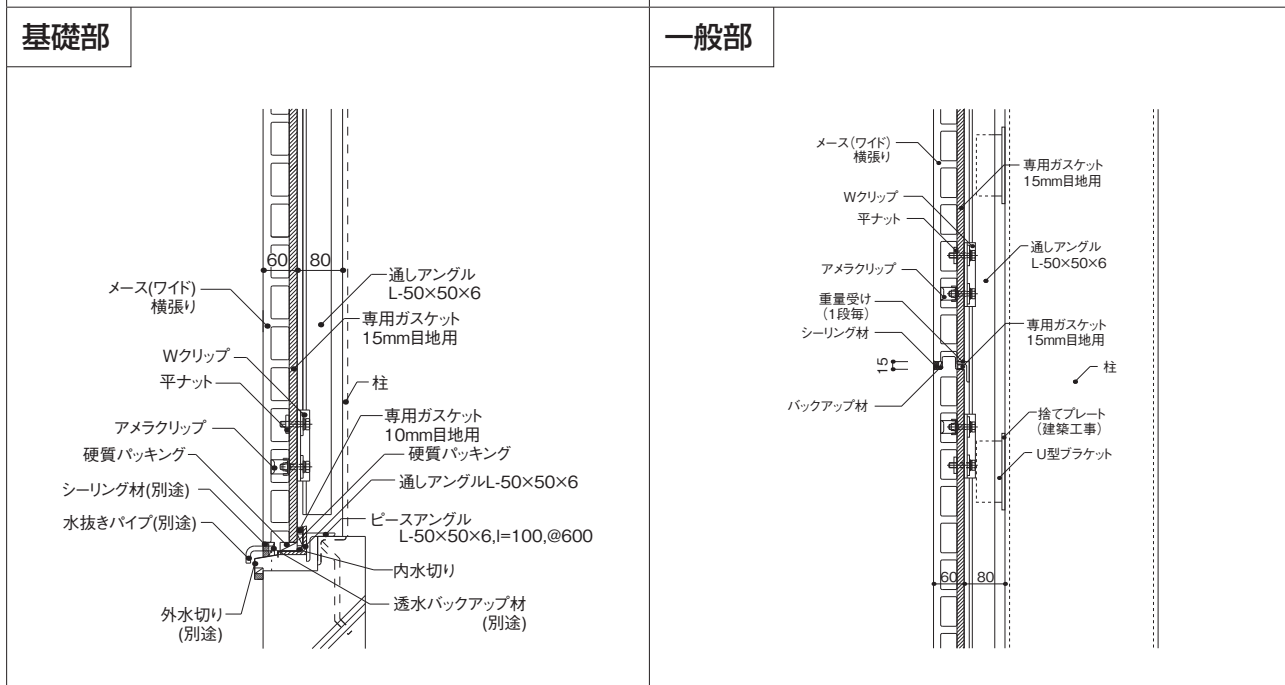 基礎部
60
80
通しアングル
L-50×50×6
メース(ワイド)
横張り
専用ガスケット
15mm目地用
Wクリップ
平ナット
柱
専用ガスケット
10mm目地用
アメラクリップ
硬質パッキング
硬質パッキング
シーリング材(別途)
通しアングルL-50×50×6
水抜きパイプ(別途)
ピースアングル
L-50×50×6,l=100,@600
内水切り
外水切り
(別途)
透水バックアップ材
(別途)
一般部
メース(ワイド)
横張り
専用ガスケット
15mm目地用
Wクリップ
平ナット
通しアングル
L-50×50×6
アメラクリップ
重量受け
(1段毎)
シーリング材
専用ガスケット
15mm目地用
15
柱
バックアップ材
捨てプレート
(建築工事)
U型ブラケット
60
80